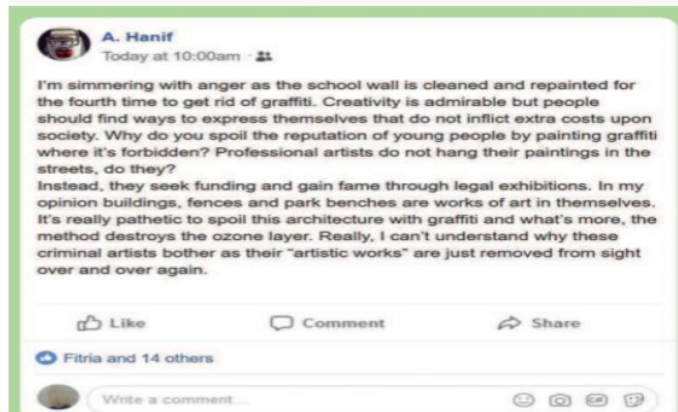 A. Hanif
Today at 10:00am ·
I'm simmering with anger as the school wall is cleaned and repainted for
the fourth time to get rid of graffiti. Creativity is admirable but people
should find ways to express themselves that do not inflict extra costs upon
society. Why do you spoil the reputation of young people by painting graffiti
where it's forbidden? Professional artists do not hang their paintings in the
streets, do they?
Instead, they seek funding and gain fame through legal exhibitions. In my
opinion buildings, fences and park benches are works of art in themselves.
It's really pathetic to spoil this architecture with graffiti and what's more, the
method destroys the ozone layer. Really, I can't understand why these
criminal artists bother as their "artistic works" are just removed from sight
over and over again.
Like Comment Share
Fitria and 14 others
Write a comment...
GIF